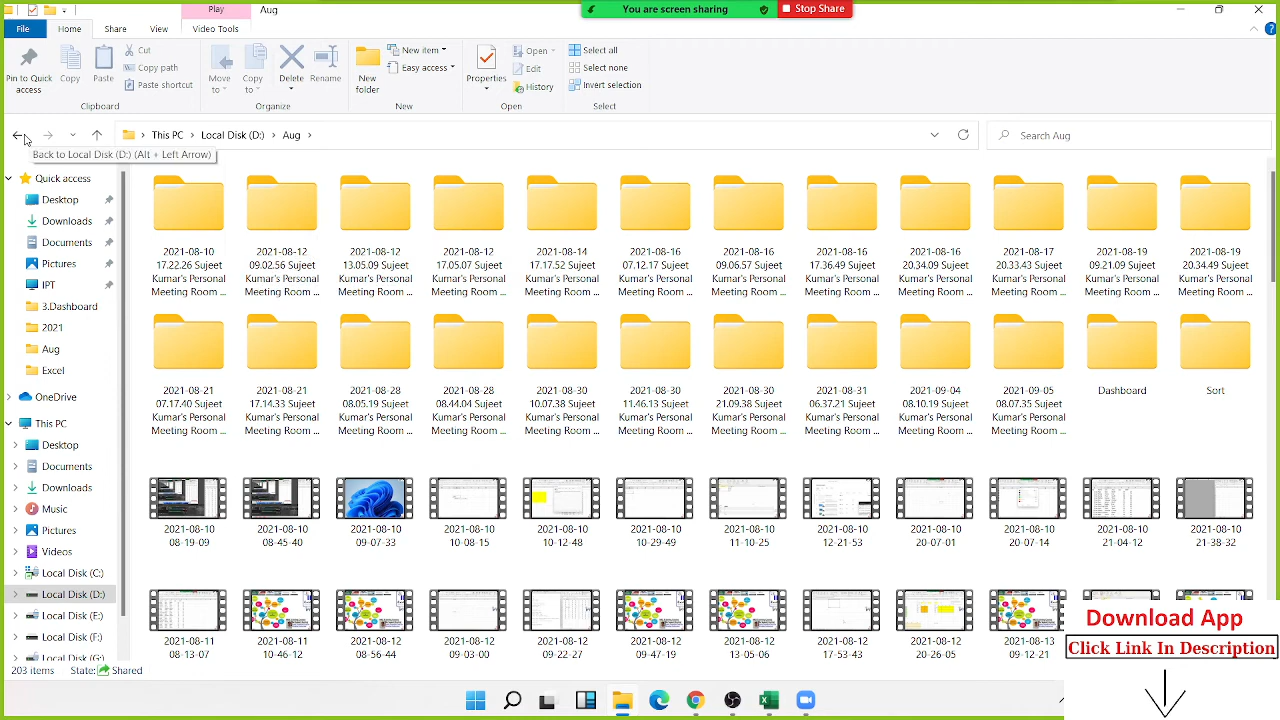 Play
Aug
You are screen sharing
Stop Share
File
Home
Share
View
Video Tools
Pin to Quick access
Copy
Paste
Cut
Copy path
Paste shortcut
Clipboard
Move to
Copy to
Delete
Rename
Organize
New folder
New item
Easy access
New
Properties
Open
Edit
History
Open
Select all
Select none
Invert selection
Select
This PC
Local Disk (D:)
Aug
Search Aug
Back to Local Disk (D:) (Alt + Left Arrow)
Quick access
Desktop
Downloads
Documents
Pictures
IPT
3.Dashboard
2021
Aug
Excel
OneDrive
This PC
Desktop
Documents
Downloads
Music
Pictures
Videos
Local Disk (C:)
Local Disk (D:)
Local Disk (E:)
Local Disk (F:)
Local Disk (G:)
2021-08-10 17.22.26 Sujeet Kumar's Personal Meeting Room ...
2021-08-12 09.02.56 Sujeet Kumar's Personal Meeting Room ...
2021-08-12 13.05.09 Sujeet Kumar's Personal Meeting Room ...
2021-08-12 17.05.07 Sujeet Kumar's Personal Meeting Room ...
2021-08-14 17.17.52 Sujeet Kumar's Personal Meeting Room ...
2021-08-16 07.12.17 Sujeet Kumar's Personal Meeting Room ...
2021-08-16 09.06.57 Sujeet Kumar's Personal Meeting Room ...
2021-08-16 17.36.49 Sujeet Kumar's Personal Meeting Room ...
2021-08-16 20.34.09 Sujeet Kumar's Personal Meeting Room ...
2021-08-17 20.33.43 Sujeet Kumar's Personal Meeting Room ...
2021-08-19 09.21.09 Sujeet Kumar's Personal Meeting Room ...
2021-08-19 20.34.49 Sujeet Kumar's Personal Meeting Room ...
2021-08-21 07.17.40 Sujeet Kumar's Personal Meeting Room ...
2021-08-21 17.14.33 Sujeet Kumar's Personal Meeting Room ...
2021-08-28 08.05.19 Sujeet Kumar's Personal Meeting Room ...
2021-08-28 08.44.04 Sujeet Kumar's Personal Meeting Room ...
2021-08-30 10.07.38 Sujeet Kumar's Personal Meeting Room ...
2021-08-30 11.46.13 Sujeet Kumar's Personal Meeting Room ...
2021-08-30 21.09.38 Sujeet Kumar's Personal Meeting Room ...
2021-08-31 06.37.21 Sujeet Kumar's Personal Meeting Room ...
2021-09-04 08.10.19 Sujeet Kumar's Personal Meeting Room ...
2021-09-05 08.07.35 Sujeet Kumar's Personal Meeting Room ...
Dashboard
Sort
2021-08-10 08-19-09
2021-08-10 08-45-40
2021-08-10 09-07-33
2021-08-10 10-08-15
2021-08-10 10-12-48
2021-08-10 10-29-49
2021-08-10 11-10-25
2021-08-10 12-21-53
2021-08-10 20-07-01
2021-08-10 20-07-14
2021-08-10 21-04-12
2021-08-10 21-38-32
2021-08-11 08-13-07
2021-08-11 10-46-12
2021-08-12 08-56-44
2021-08-12 09-03-00
2021-08-12 09-22-27
2021-08-12 09-47-19
2021-08-12 13-05-06
2021-08-12 17-53-43
2021-08-12 20-26-05
2021-08-13 09-12-21
Download App
Click Link In Description
203 items
State: Shared